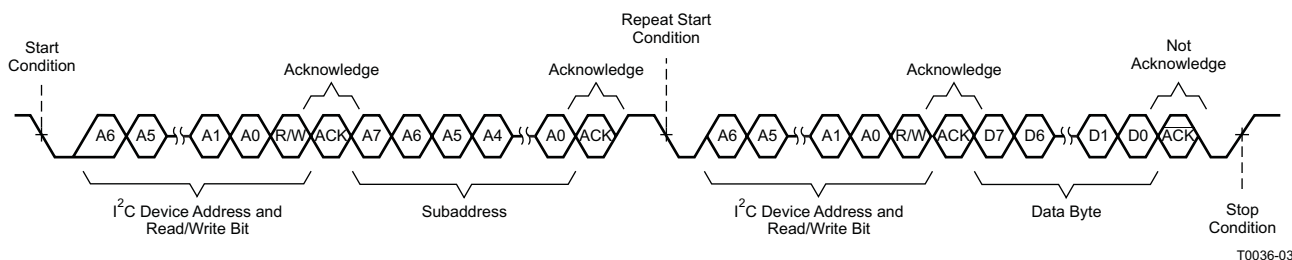 Repeat Start
Condition
Start
Condition
Not
Acknowledge
Acknowledge
Acknowledge
Acknowledge
A6 A5 A1 A0 R/W ACK A7 A6 A5 A4 A0 ACK A6 A5 A1 A0 R/W ACK D7 D6 D1 D0 A̅C̅K̅
I²C Device Address and
Read/Write Bit
Subaddress
I²C Device Address and
Read/Write Bit
Data Byte
Stop
Condition
T0036-03